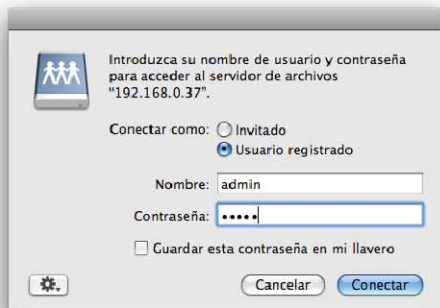 Introduzca su nombre de usuario y contraseña
para acceder al servidor de archivos
"192.168.0.37".
Conectar como: Invitado
Usuario registrado
Nombre: admin
Contraseña: •••••
Guardar esta contraseña en mi llavero
Cancelar Conectar